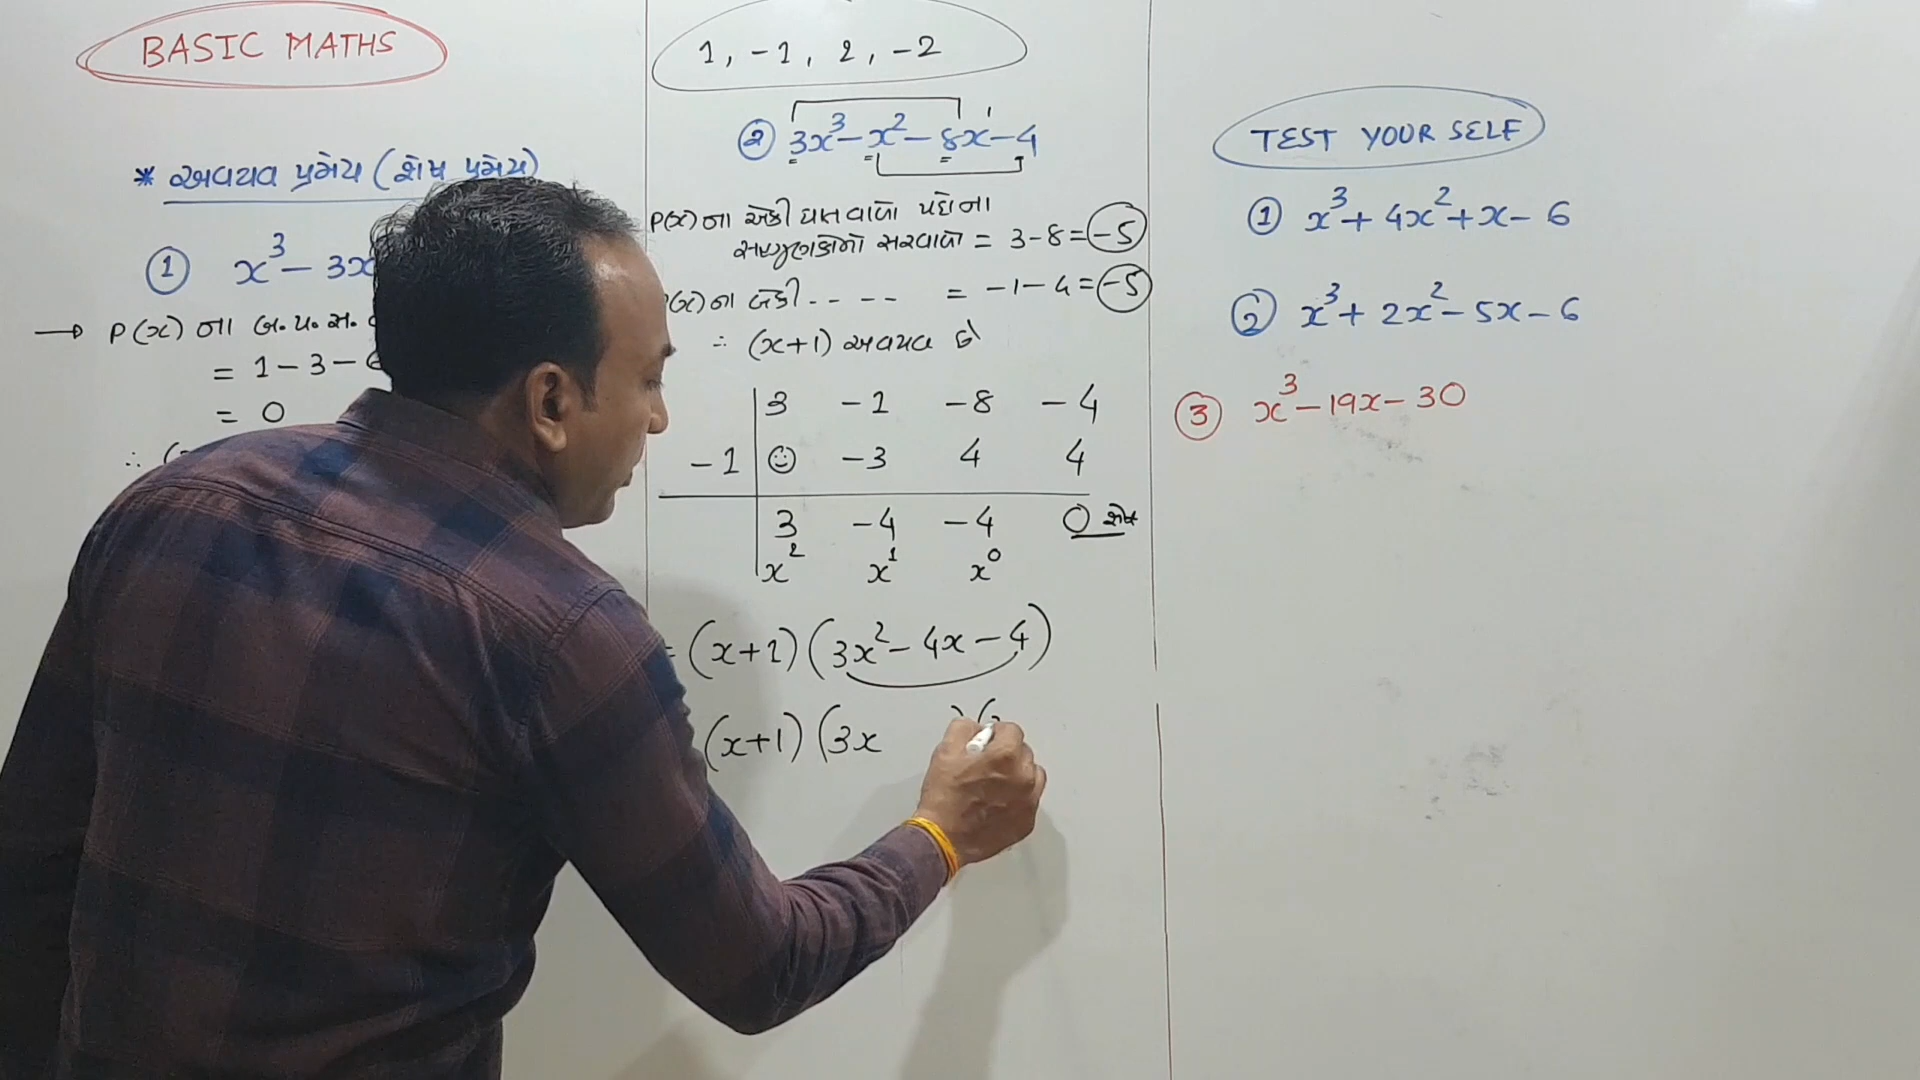 BASIC MATHS
* અવયવ પ્રમેય (શેષ પ્રમેય)
① x³ - 3x
→ P(x) ના બ.પ.સ.
= 1 - 3 - 6
= 0
∴ (
1, -1, 2, -2
② 3x³ - x² - 8x - 4
P(x) ના એકી ઘાતવાળા પદોના
સહગુણકોનો સરવાળો = 3 - 8 = -5
P(x) ના બેકી - - - - = -1 - 4 = -5
∴ (x+1) અવયવ છે
3 -1 -8 -4
-1 ☺ -3 4 4
3 -4 -4 0 શેષ
x² x¹ x⁰
= (x+1) (3x² - 4x - 4)
(x+1) (3x ) (
TEST YOUR SELF
① x³ + 4x² + x - 6
② x³ + 2x² - 5x - 6
③ x³ - 19x - 30